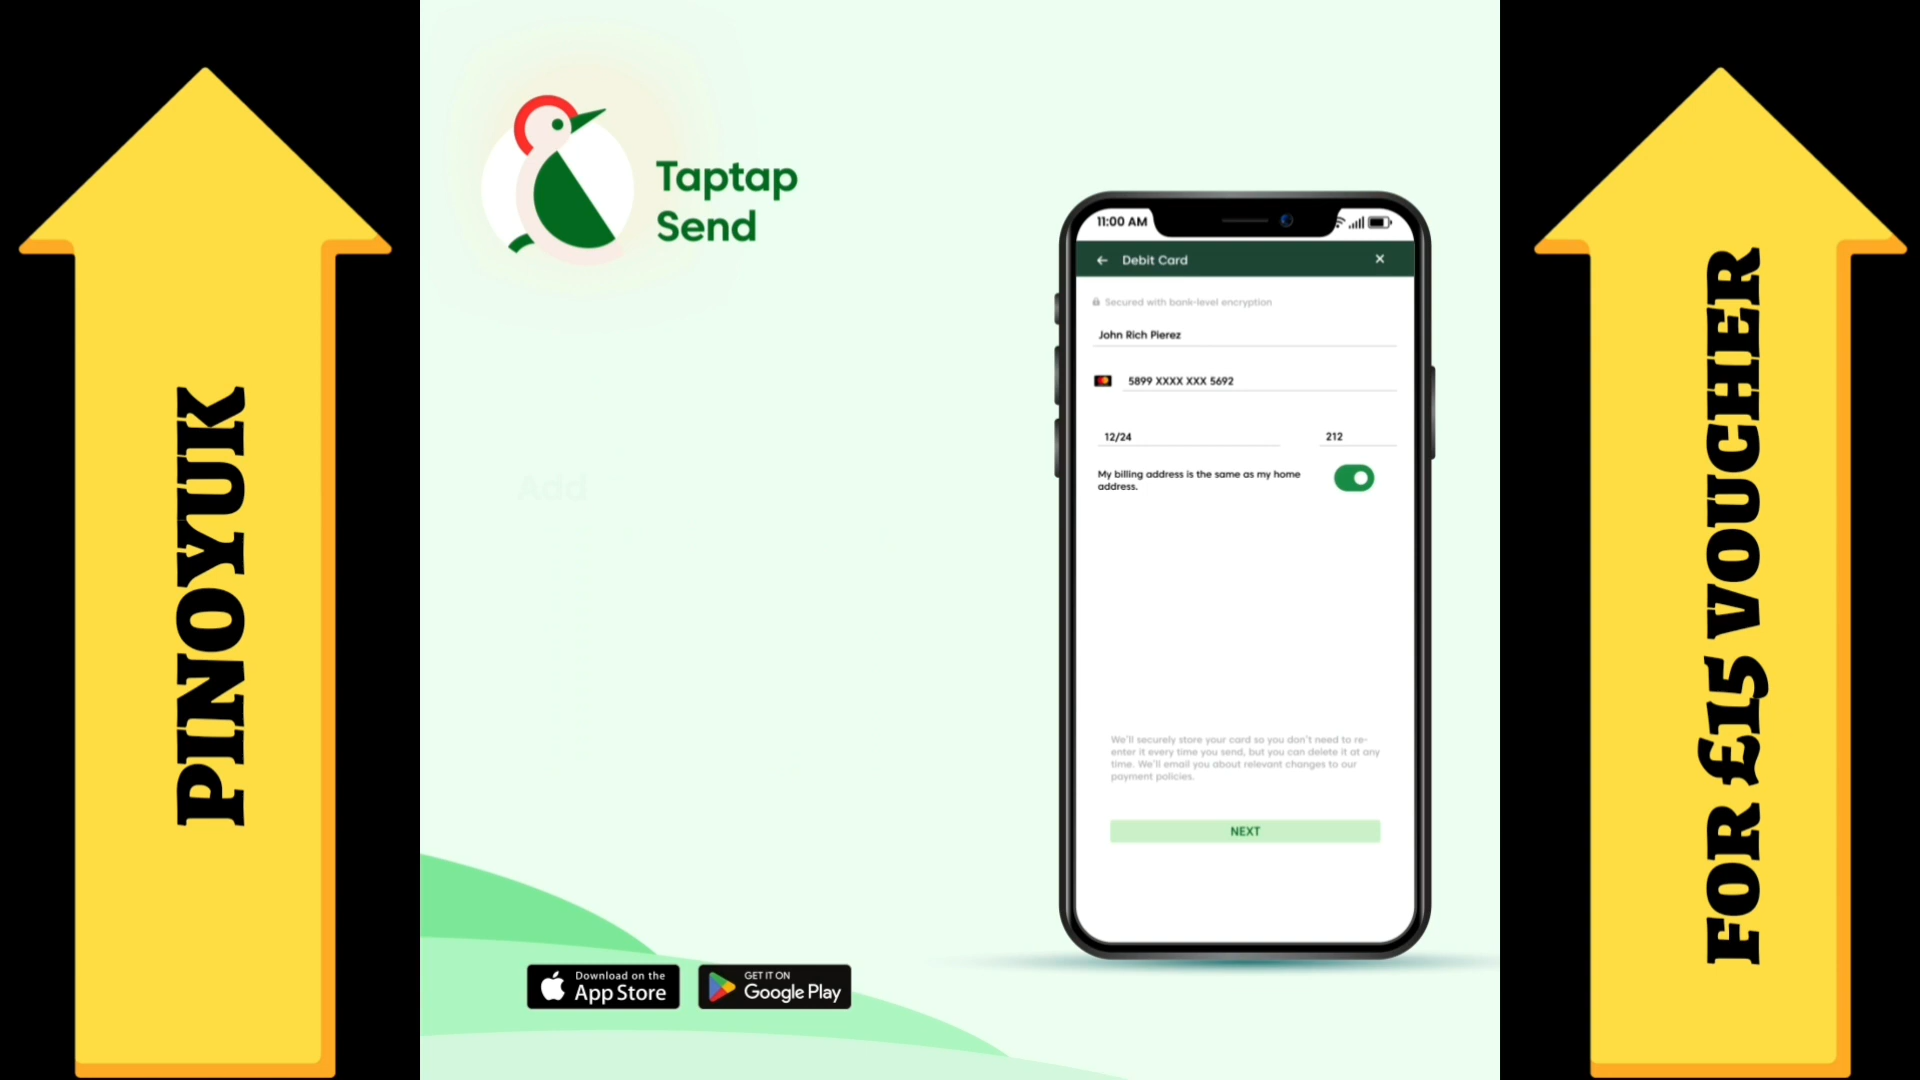 PINOYUK
Taptap
Send
Add
11:00 AM
Debit Card
Secured with bank-level encryption
John Rich Pierez
5899 XXXX XXX 5692
12/24
212
My billing address is the same as my home
address.
We'll securely store your card so you don't need to re-
enter it every time you send, but you can delete it at any
time. We'll email you about relevant changes to our
payment policies.
NEXT
Download on the
App Store
GET IT ON
Google Play
FOR £15 VOUCHER